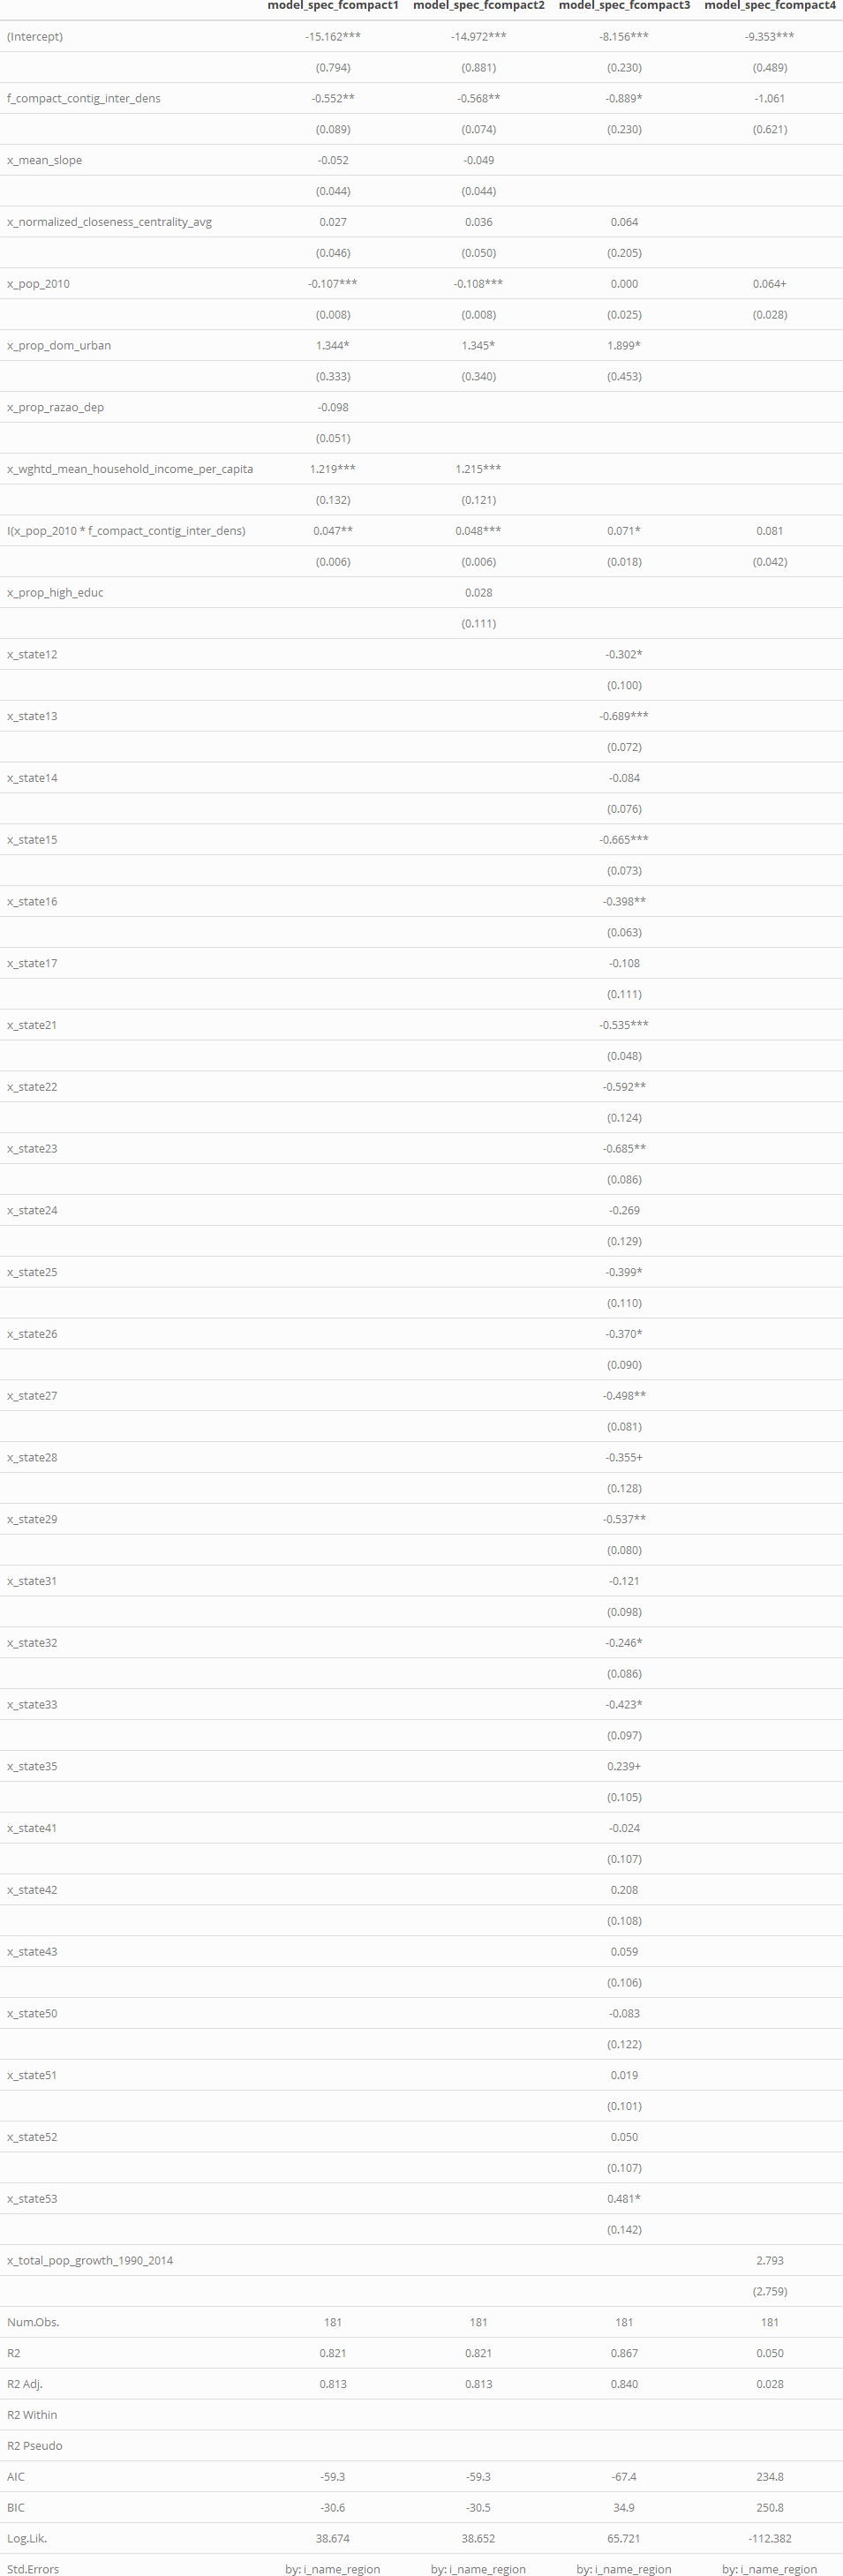 model_spec_fcompact1 model_spec_fcompact2 model_spec_fcompact3 model_spec_fcompact4
(Intercept) -15.162*** -14.972*** -8.156*** -9.353***
(0.794) (0.881) (0.230) (0.489)
f_compact_contig_inter_dens -0.552** -0.568** -0.889* -1.061
(0.089) (0.074) (0.230) (0.621)
x_mean_slope -0.052 -0.049
(0.044) (0.044)
x_normalized_closeness_centrality_avg 0.027 0.036 0.064
(0.046) (0.050) (0.205)
x_pop_2010 -0.107*** -0.108*** 0.000 0.064+
(0.008) (0.008) (0.025) (0.028)
x_prop_dom_urban 1.344* 1.345* 1.899*
(0.333) (0.340) (0.453)
x_prop_razao_dep -0.098
(0.051)
x_wghtd_mean_household_income_per_capita 1.219*** 1.215***
(0.132) (0.121)
I(x_pop_2010 * f_compact_contig_inter_dens) 0.047** 0.048*** 0.071* 0.081
(0.006) (0.006) (0.018) (0.042)
x_prop_high_educ 0.028
(0.111)
x_state12 -0.302*
(0.100)
x_state13 -0.689***
(0.072)
x_state14 -0.084
(0.076)
x_state15 -0.665***
(0.073)
x_state16 -0.398**
(0.063)
x_state17 -0.108
(0.111)
x_state21 -0.535***
(0.048)
x_state22 -0.592**
(0.124)
x_state23 -0.685**
(0.086)
x_state24 -0.269
(0.129)
x_state25 -0.399*
(0.110)
x_state26 -0.370*
(0.090)
x_state27 -0.498**
(0.081)
x_state28 -0.355+
(0.128)
x_state29 -0.537**
(0.080)
x_state31 -0.121
(0.098)
x_state32 -0.246*
(0.086)
x_state33 -0.423*
(0.097)
x_state35 0.239+
(0.105)
x_state41 -0.024
(0.107)
x_state42 0.208
(0.108)
x_state43 0.059
(0.106)
x_state50 -0.083
(0.122)
x_state51 0.019
(0.101)
x_state52 0.050
(0.107)
x_state53 0.481*
(0.142)
x_total_pop_growth_1990_2014 2.793
(2.759)
Num.Obs. 181 181 181 181
R2 0.821 0.821 0.867 0.050
R2 Adj. 0.813 0.813 0.840 0.028
R2 Within
R2 Pseudo
AIC -59.3 -59.3 -67.4 234.8
BIC -30.6 -30.5 34.9 250.8
Log.Lik. 38.674 38.652 65.721 -112.382
Std.Errors by: i_name_region by: i_name_region by: i_name_region by: i_name_region